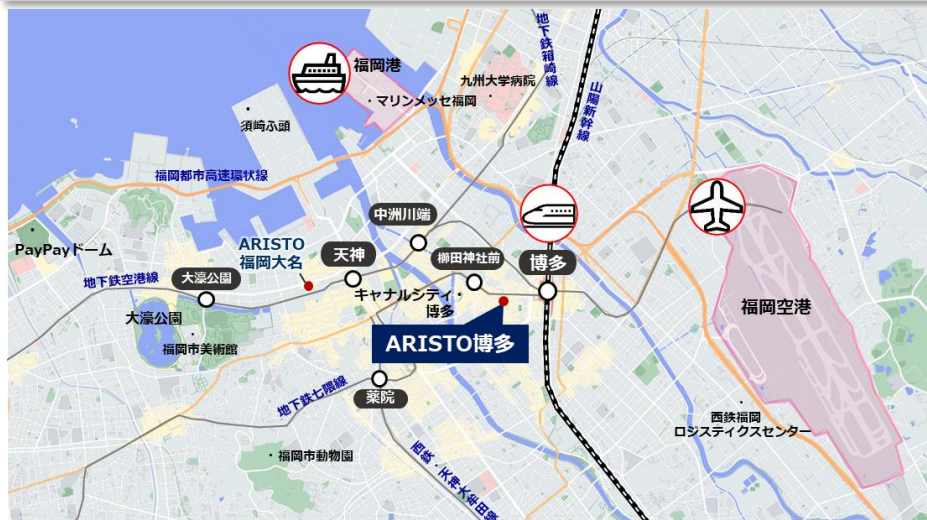 福岡港
・マリンメッセ福岡
九州大学病院
地下鉄箱崎線
山陽新幹線
須崎ふ頭
福岡都市高速環状線
PayPayドーム
ARISTO
福岡大名
中洲川端
天神
櫛田神社前
博多
地下鉄空港線
大濠公園
キャナルシティ・
博多
福岡空港
大濠公園
福岡市美術館
ARISTO博多
地下鉄七隈線
薬院
西鉄福岡
ロジスティクスセンター
・福岡市動物園
西鉄・天神大牟田線